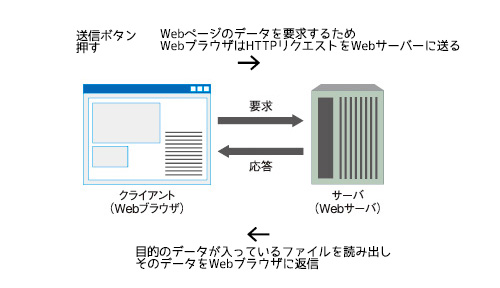 送信ボタン
押す
Webページのデータを要求するため
WebブラウザはHTTPリクエストをWebサーバーに送る
→
要求
応答
クライアント
（Webブラウザ）
サーバ
（Webサーバ）
←
目的のデータが入っているファイルを読み出し
そのデータをWebブラウザに返信